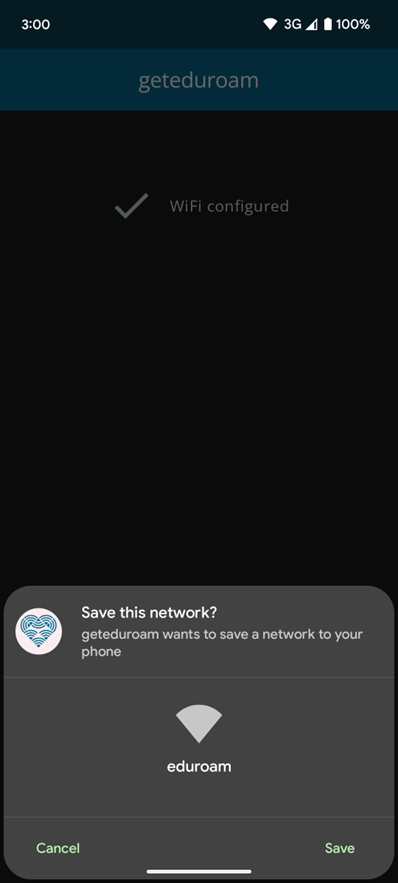 3:00 3G 100%
geteduroam
WiFi configured
Save this network?
geteduroam wants to save a network to your
phone
eduroam
Cancel Save